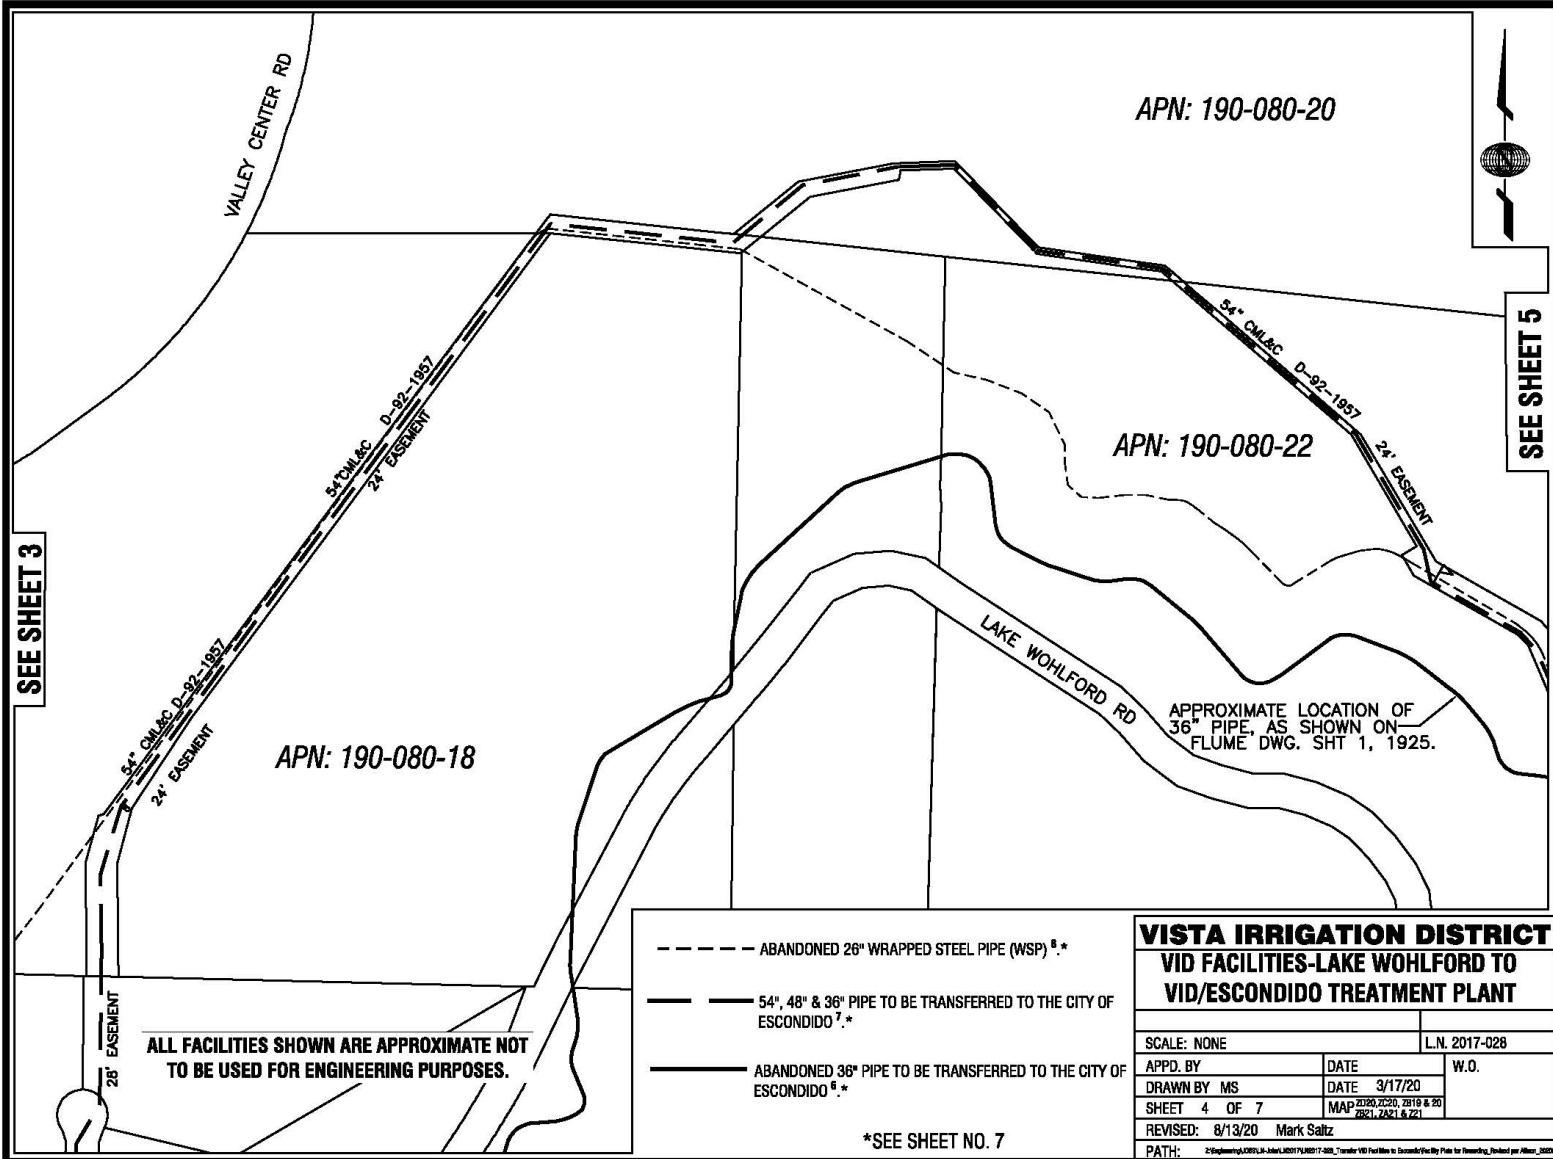 VALLEY CENTER RD
APN: 190-080-20
54" CML&C D-92-1957
24' EASEMENT
SEE SHEET 5
54"CML&C D-92-1957
24' EASEMENT
APN: 190-080-22
SEE SHEET 3
54" CML&C D-92-1957
24' EASEMENT
APN: 190-080-18
LAKE WOHLFORD RD
APPROXIMATE LOCATION OF
36" PIPE, AS SHOWN ON
FLUME DWG. SHT 1, 1925.
28' EASEMENT
ALL FACILITIES SHOWN ARE APPROXIMATE NOT
TO BE USED FOR ENGINEERING PURPOSES.
ABANDONED 26" WRAPPED STEEL PIPE (WSP) 8.*
54", 48" & 36" PIPE TO BE TRANSFERRED TO THE CITY OF
ESCONDIDO 7.*
ABANDONED 36" PIPE TO BE TRANSFERRED TO THE CITY OF
ESCONDIDO 6.*
*SEE SHEET NO. 7
VISTA IRRIGATION DISTRICT
VID FACILITIES-LAKE WOHLFORD TO
VID/ESCONDIDO TREATMENT PLANT
SCALE: NONE L.N. 2017-028
APPD. BY DATE W.O.
DRAWN BY MS DATE 3/17/20
SHEET 4 OF 7 MAP ZD20,ZC20, ZB19 & 20
ZB21, ZA21 & Z21
REVISED: 8/13/20 Mark Saltz
PATH: